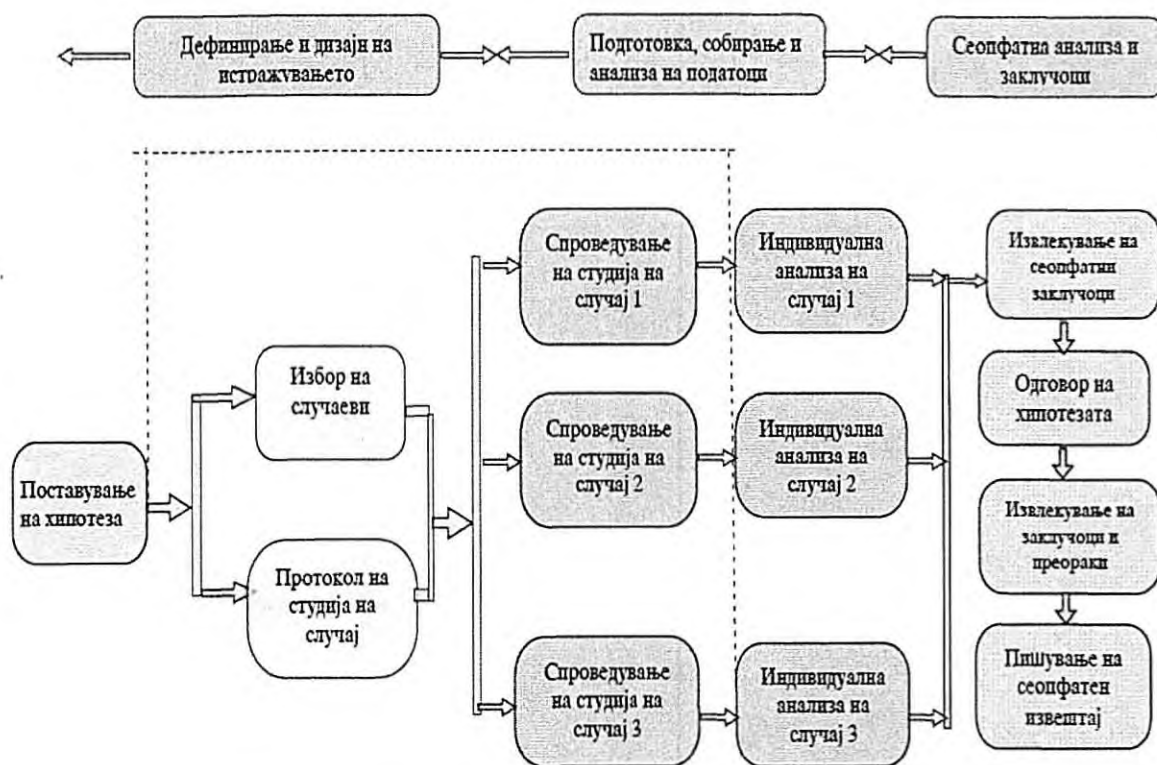 Дефинирање и дизајн на
истражувањето
Подготовка, собирање и
анализа на податоци
Сеопфатна анализа и
заклучоци
Спроведување
на студија на
случај 1
Индивидуална
анализа на
случај 1
Извлекување на
сеопфатни
заклучоци
Избор на
случаеви
Спроведување
на студија на
случај 2
Индивидуална
анализа на
случај 2
Одговор на
хипотезата
Поставување
на хипотеза
Извлекување на
заклучоци и
преораки
Протокол на
студија на
случај
Спроведување
на студија на
случај 3
Индивидуална
анализа на
случај 3
Пишување на
сеопфатен
извештај